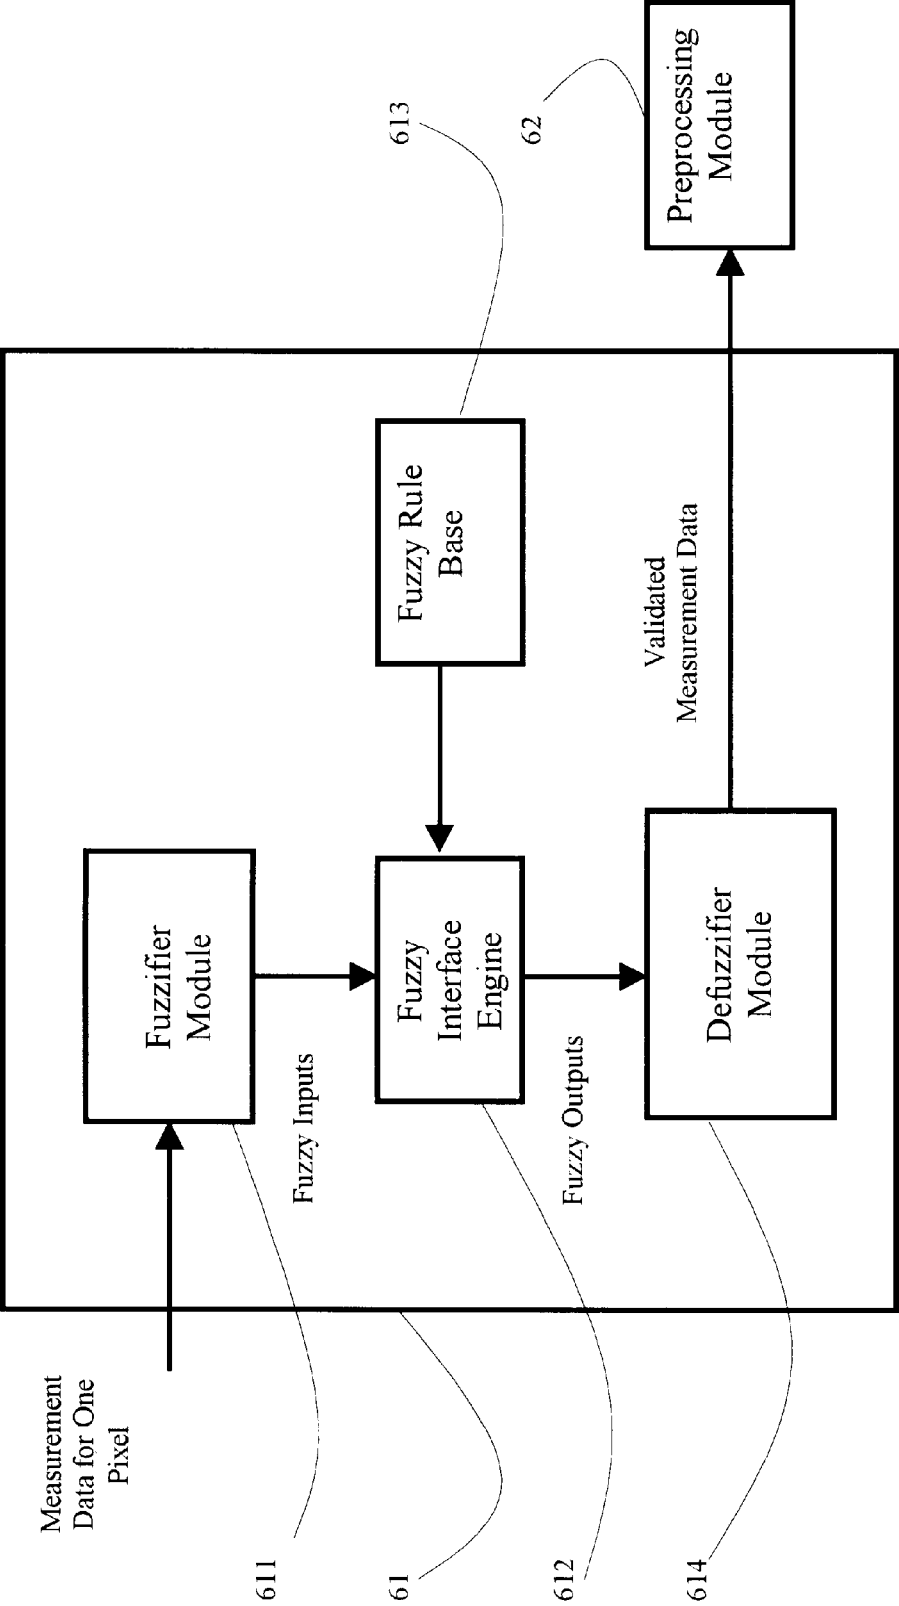 Measurement
Data for One
Pixel
Fuzzifier
Module
Fuzzy Inputs
Fuzzy
Interface
Engine
Fuzzy Rule
Base
Fuzzy Outputs
Defuzzifier
Module
Validated
Measurement Data
Preprocessing
Module
611
61
612
614
613
62